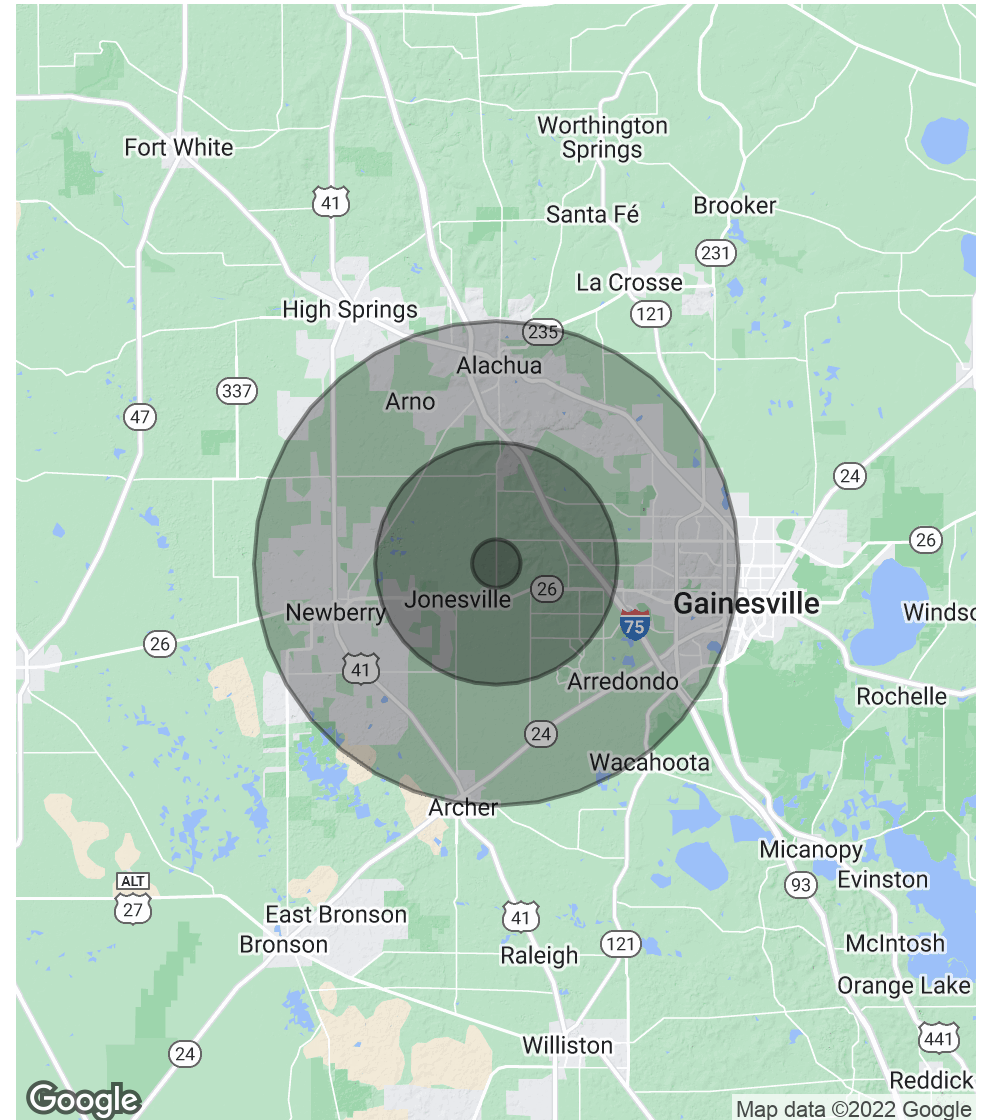 Worthington
Springs
Fort White
41
Santa Fé
Brooker
231
La Crosse
High Springs
121
235
Alachua
337
Arno
47
24
26
26
Jonesville
Newberry
Gainesville
Windso
75
26
41
Arredondo
Rochelle
24
Wacahoota
Archer
Micanopy
ALT
27
93
Evinston
East Bronson
41
Bronson
121
McIntosh
Raleigh
Orange Lake
Williston
441
24
Reddick
Google
Map data ©2022 Google